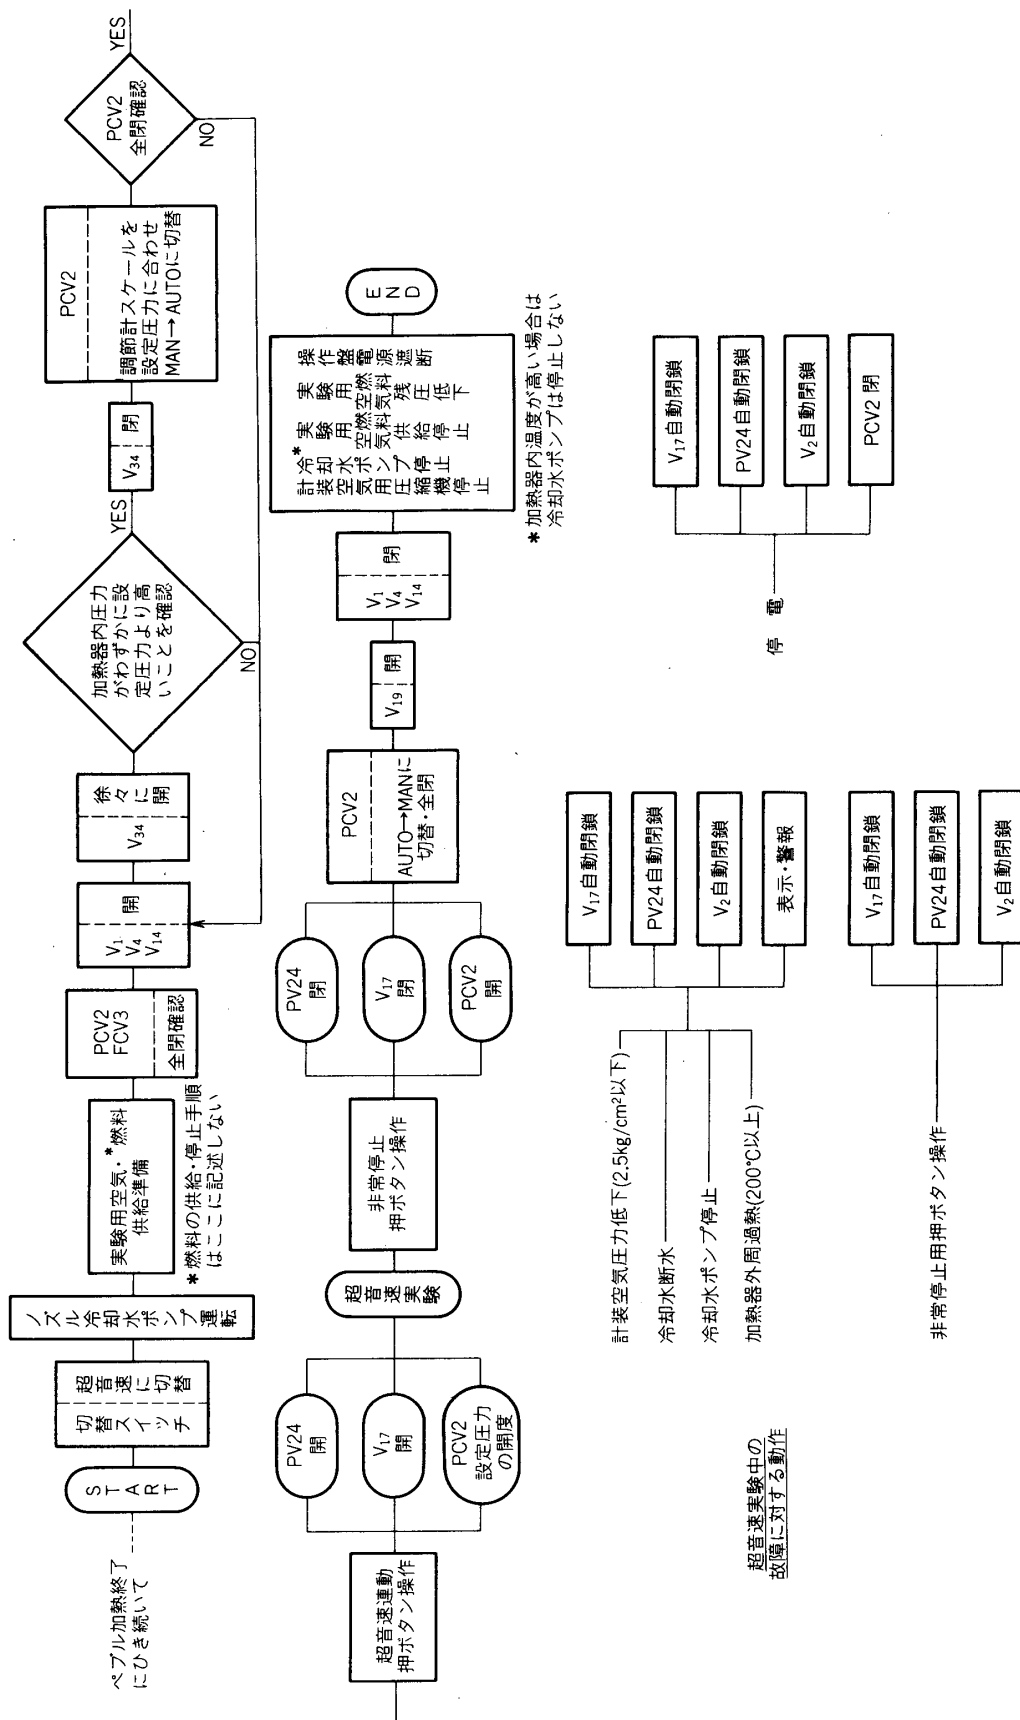 ペブル加熱終了
にひき続いて
START
切替スイッチ
超音速に切替
ノズル冷却水ポンプ運転
実験用空気・*燃料
供給準備
*燃料の供給・停止手順
はここに記述しない
PCV2
FCV3
全閉確認
V₁
V₄
V₁₄
開
V₃₄
徐々に開
加熱器内圧力
がわずかに設
定圧力より高
いことを確認
NO
YES
V₃₄
閉
PCV2
調節計スケールを
設定圧力に合わせ
MAN→AUTOに切替
PCV2
全閉確認
NO
YES
超音速連動
押ボタン操作
PV24
開
V₁₇
開
PCV2
設定圧力
の開度
超音速実験
非常停止
押ボタン操作
PV24
閉
V₁₇
閉
PCV2
開
PCV2
AUTO→MANに
切替・全閉
V₁₉
開
V₁
V₄
V₁₄
閉
計装空気用圧縮機停止
冷却水ポンプ停止*
実験用空気燃料供給停止
実験用空気燃料残圧低下
操作盤電源遮断
END
*加熱器内温度が高い場合は
冷却水ポンプは停止しない
超音速実験中の
故障に対する動作
計装空気圧力低下(2.5kg/cm²以下)
冷却水断水
冷却水ポンプ停止
加熱器外周過熱(200℃以上)
V₁₇自動閉鎖
PV24自動閉鎖
V₂自動閉鎖
表示・警報
停電
V₁₇自動閉鎖
PV24自動閉鎖
V₂自動閉鎖
PCV2 閉
非常停止用押ボタン操作
V₁₇自動閉鎖
PV24自動閉鎖
V₂自動閉鎖